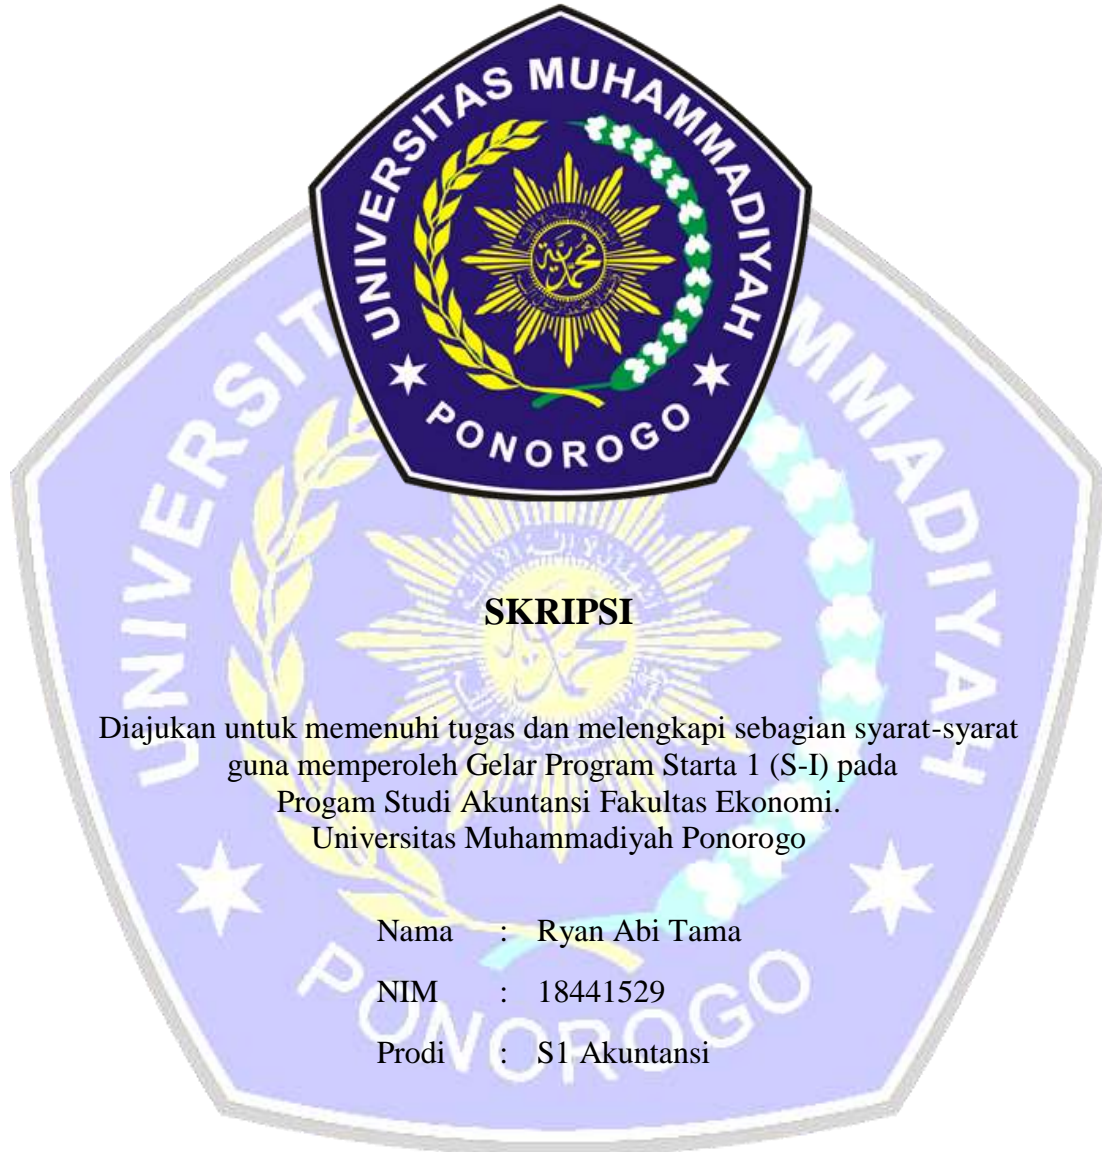 UNIVERSITAS MUHAMMADIYAH
PONOROGO
SKRIPSI
Diajukan untuk memenuhi tugas dan melengkapi sebagian syarat-syarat
guna memperoleh Gelar Program Starta 1 (S-I) pada
Progam Studi Akuntansi Fakultas Ekonomi.
Universitas Muhammadiyah Ponorogo
Nama : Ryan Abi Tama
NIM : 18441529
Prodi : S1 Akuntansi